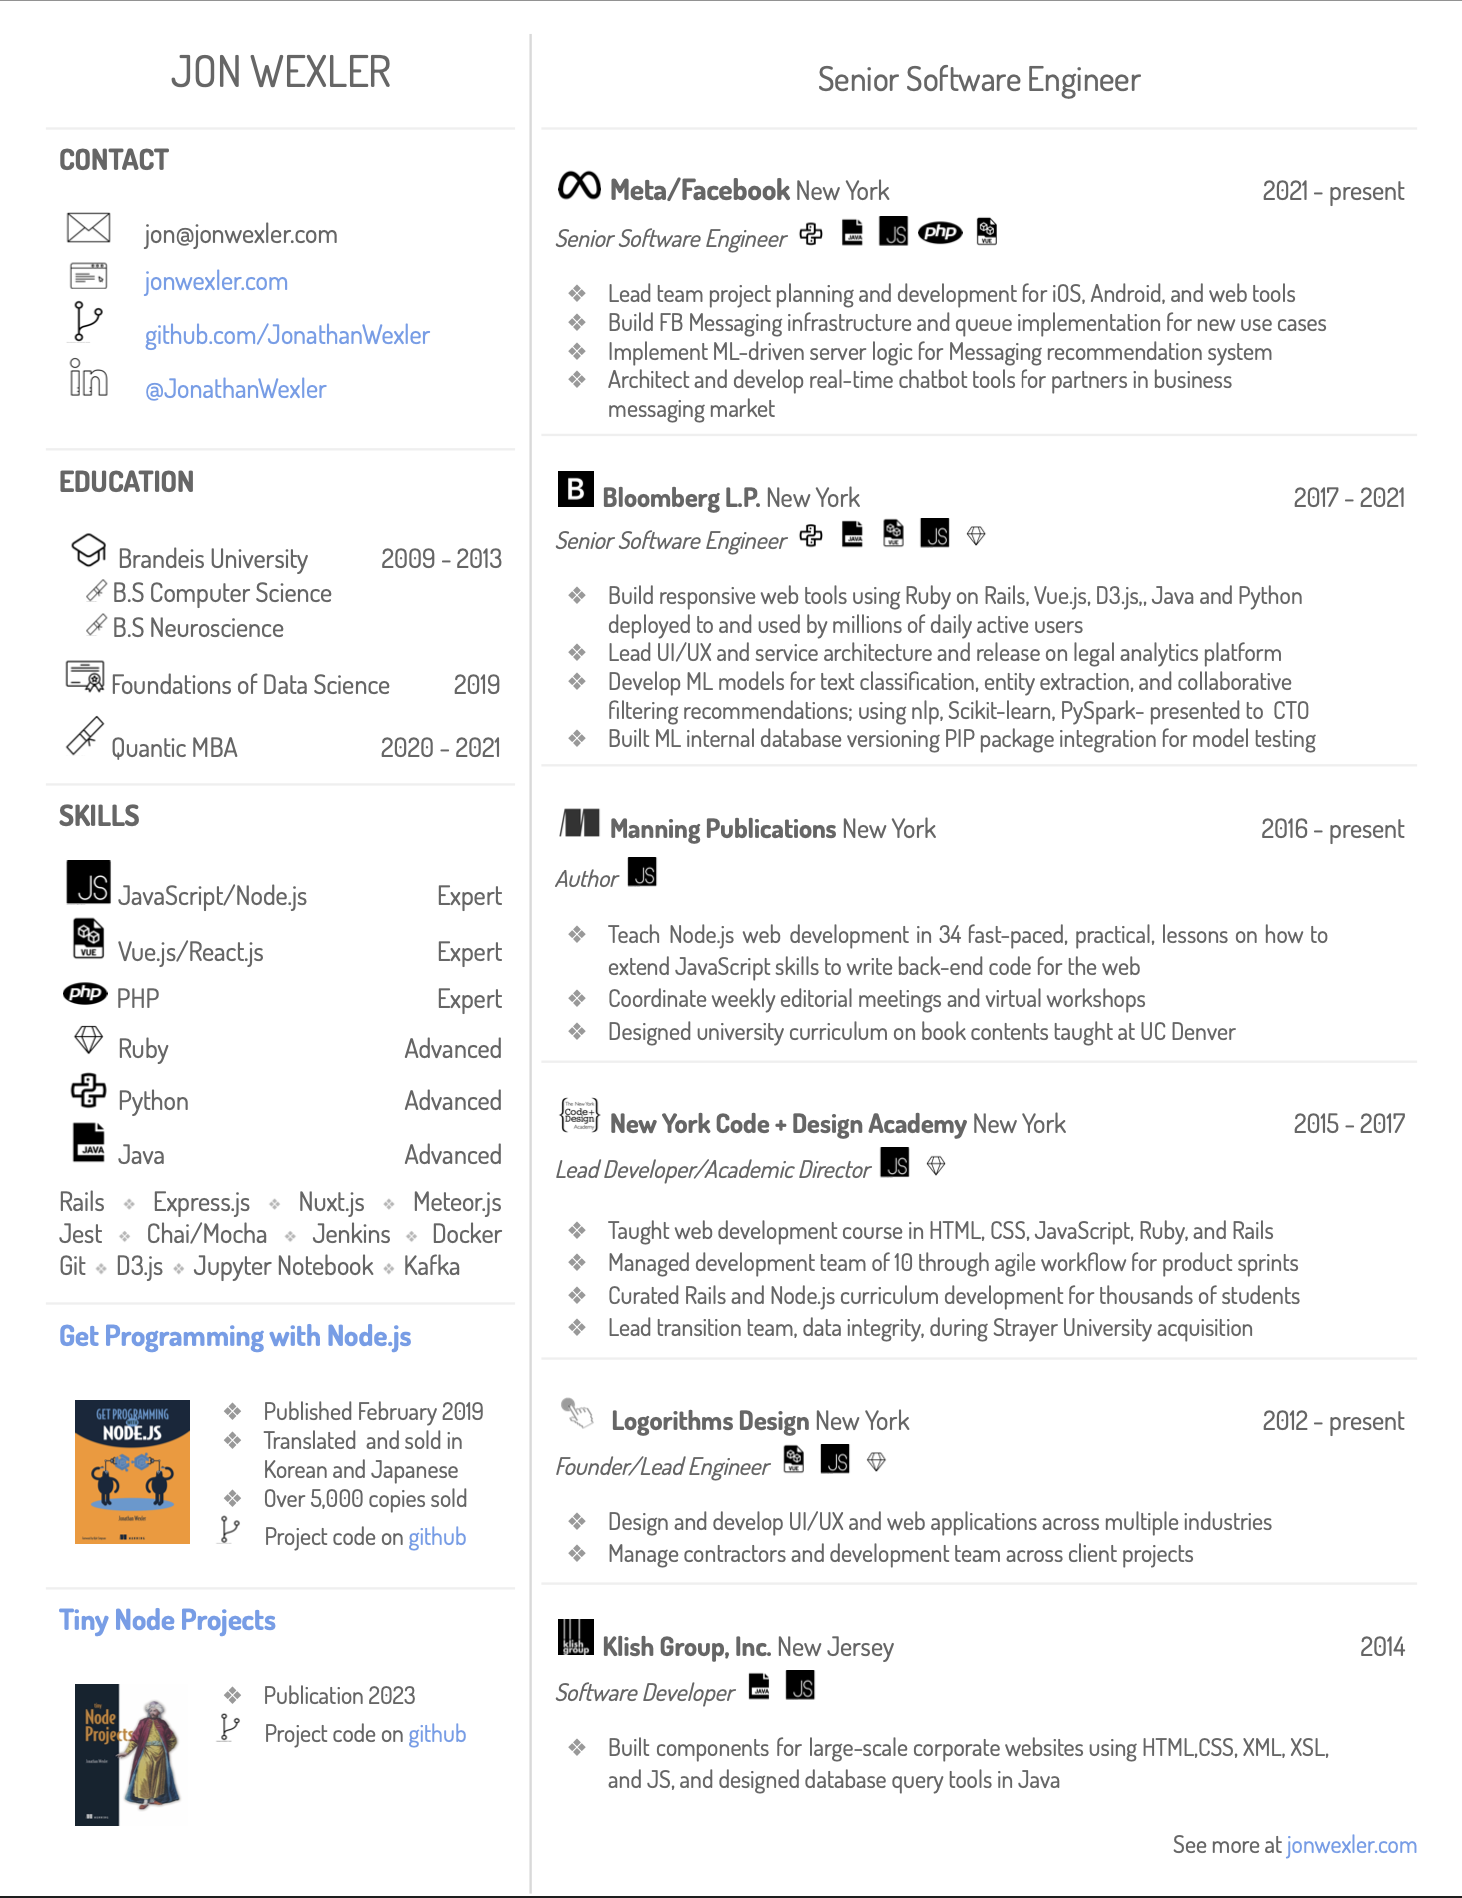 JON WEXLER
CONTACT
jon@jonwexler.com
jonwexler.com
github.com/JonathanWexler
@JonathanWexler
EDUCATION
Brandeis University 2009 - 2013
B.S Computer Science
B.S Neuroscience
Foundations of Data Science 2019
Quantic MBA 2020 - 2021
SKILLS
JS JavaScript/Node.js Expert
VUE Vue.js/React.js Expert
php PHP Expert
Ruby Advanced
Python Advanced
JAVA Java Advanced
Rails ❖ Express.js ❖ Nuxt.js ❖ Meteor.js
Jest ❖ Chai/Mocha ❖ Jenkins ❖ Docker
Git ❖ D3.js ❖ Jupyter Notebook ❖ Kafka
Get Programming with Node.js
GET PROGRAMMING
NODE.JS
Jonathan Wexler
MANNING
❖ Published February 2019
❖ Translated and sold in
Korean and Japanese
❖ Over 5,000 copies sold
Project code on github
Tiny Node Projects
tiny
Node
Projects
Jonathan Wexler
MANNING
❖ Publication 2023
Project code on github
Senior Software Engineer
Meta/Facebook New York 2021 - present
Senior Software Engineer JAVA JS php VUE
❖ Lead team project planning and development for iOS, Android, and web tools
❖ Build FB Messaging infrastructure and queue implementation for new use cases
❖ Implement ML-driven server logic for Messaging recommendation system
❖ Architect and develop real-time chatbot tools for partners in business
messaging market
B Bloomberg L.P. New York 2017 - 2021
Senior Software Engineer JAVA VUE JS
❖ Build responsive web tools using Ruby on Rails, Vue.js, D3.js,, Java and Python
deployed to and used by millions of daily active users
❖ Lead UI/UX and service architecture and release on legal analytics platform
❖ Develop ML models for text classification, entity extraction, and collaborative
filtering recommendations; using nlp, Scikit-learn, PySpark- presented to CTO
❖ Built ML internal database versioning PIP package integration for model testing
Manning Publications New York 2016 - present
Author JS
❖ Teach Node.js web development in 34 fast-paced, practical, lessons on how to
extend JavaScript skills to write back-end code for the web
❖ Coordinate weekly editorial meetings and virtual workshops
❖ Designed university curriculum on book contents taught at UC Denver
The New York
Code+
Design
Academy
New York Code + Design Academy New York 2015 - 2017
Lead Developer/Academic Director JS
❖ Taught web development course in HTML, CSS, JavaScript, Ruby, and Rails
❖ Managed development team of 10 through agile workflow for product sprints
❖ Curated Rails and Node.js curriculum development for thousands of students
❖ Lead transition team, data integrity, during Strayer University acquisition
Logorithms Design New York 2012 - present
Founder/Lead Engineer VUE JS
❖ Design and develop UI/UX and web applications across multiple industries
❖ Manage contractors and development team across client projects
klish
group
Klish Group, Inc. New Jersey 2014
Software Developer JAVA JS
❖ Built components for large-scale corporate websites using HTML,CSS, XML, XSL,
and JS, and designed database query tools in Java
See more at jonwexler.com